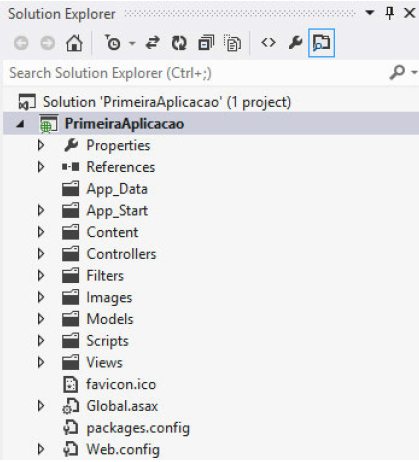 Solution Explorer
Search Solution Explorer (Ctrl+;)
Solution 'PrimeiraAplicacao' (1 project)
PrimeiraAplicacao
Properties
References
App_Data
App_Start
Content
Controllers
Filters
Images
Models
Scripts
Views
favicon.ico
Global.asax
packages.config
Web.config